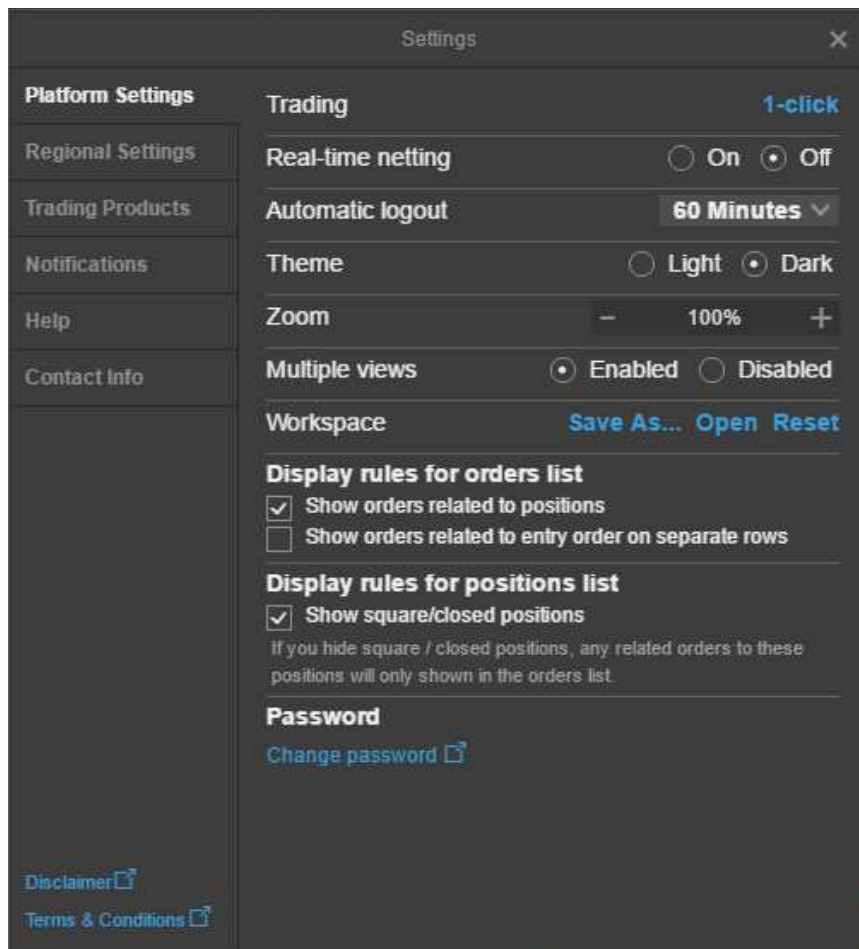 Settings
Platform Settings
Regional Settings
Trading Products
Notifications
Help
Contact Info
Disclaimer
Terms & Conditions
Trading 1-click
Real-time netting On Off
Automatic logout 60 Minutes
Theme Light Dark
Zoom − 100% +
Multiple views Enabled Disabled
Workspace Save As... Open Reset
Display rules for orders list
Show orders related to positions
Show orders related to entry order on separate rows
Display rules for positions list
Show square/closed positions
If you hide square / closed positions, any related orders to these
positions will only shown in the orders list.
Password
Change password